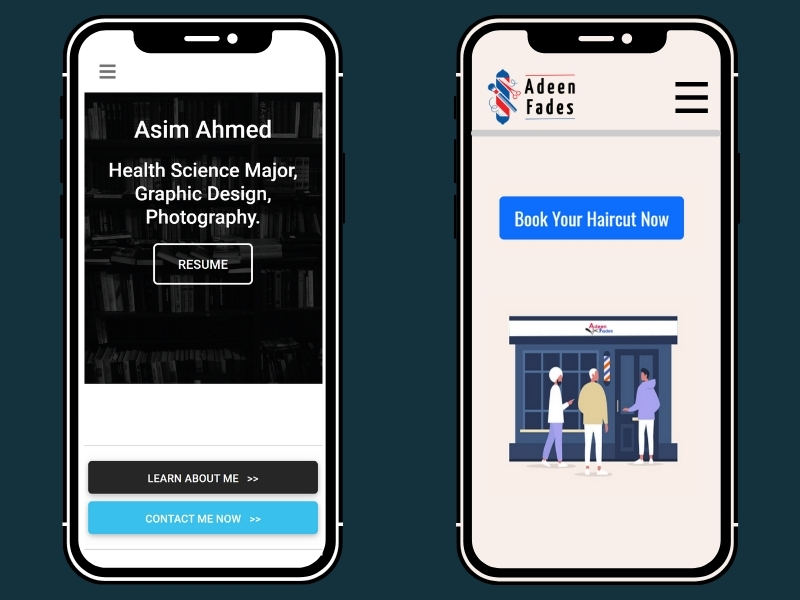 Asim Ahmed
Health Science Major,
Graphic Design,
Photography.
RESUME
LEARN ABOUT ME >>
CONTACT ME NOW >>
Adeen
Fades
Book Your Haircut Now
Adeen
Fades